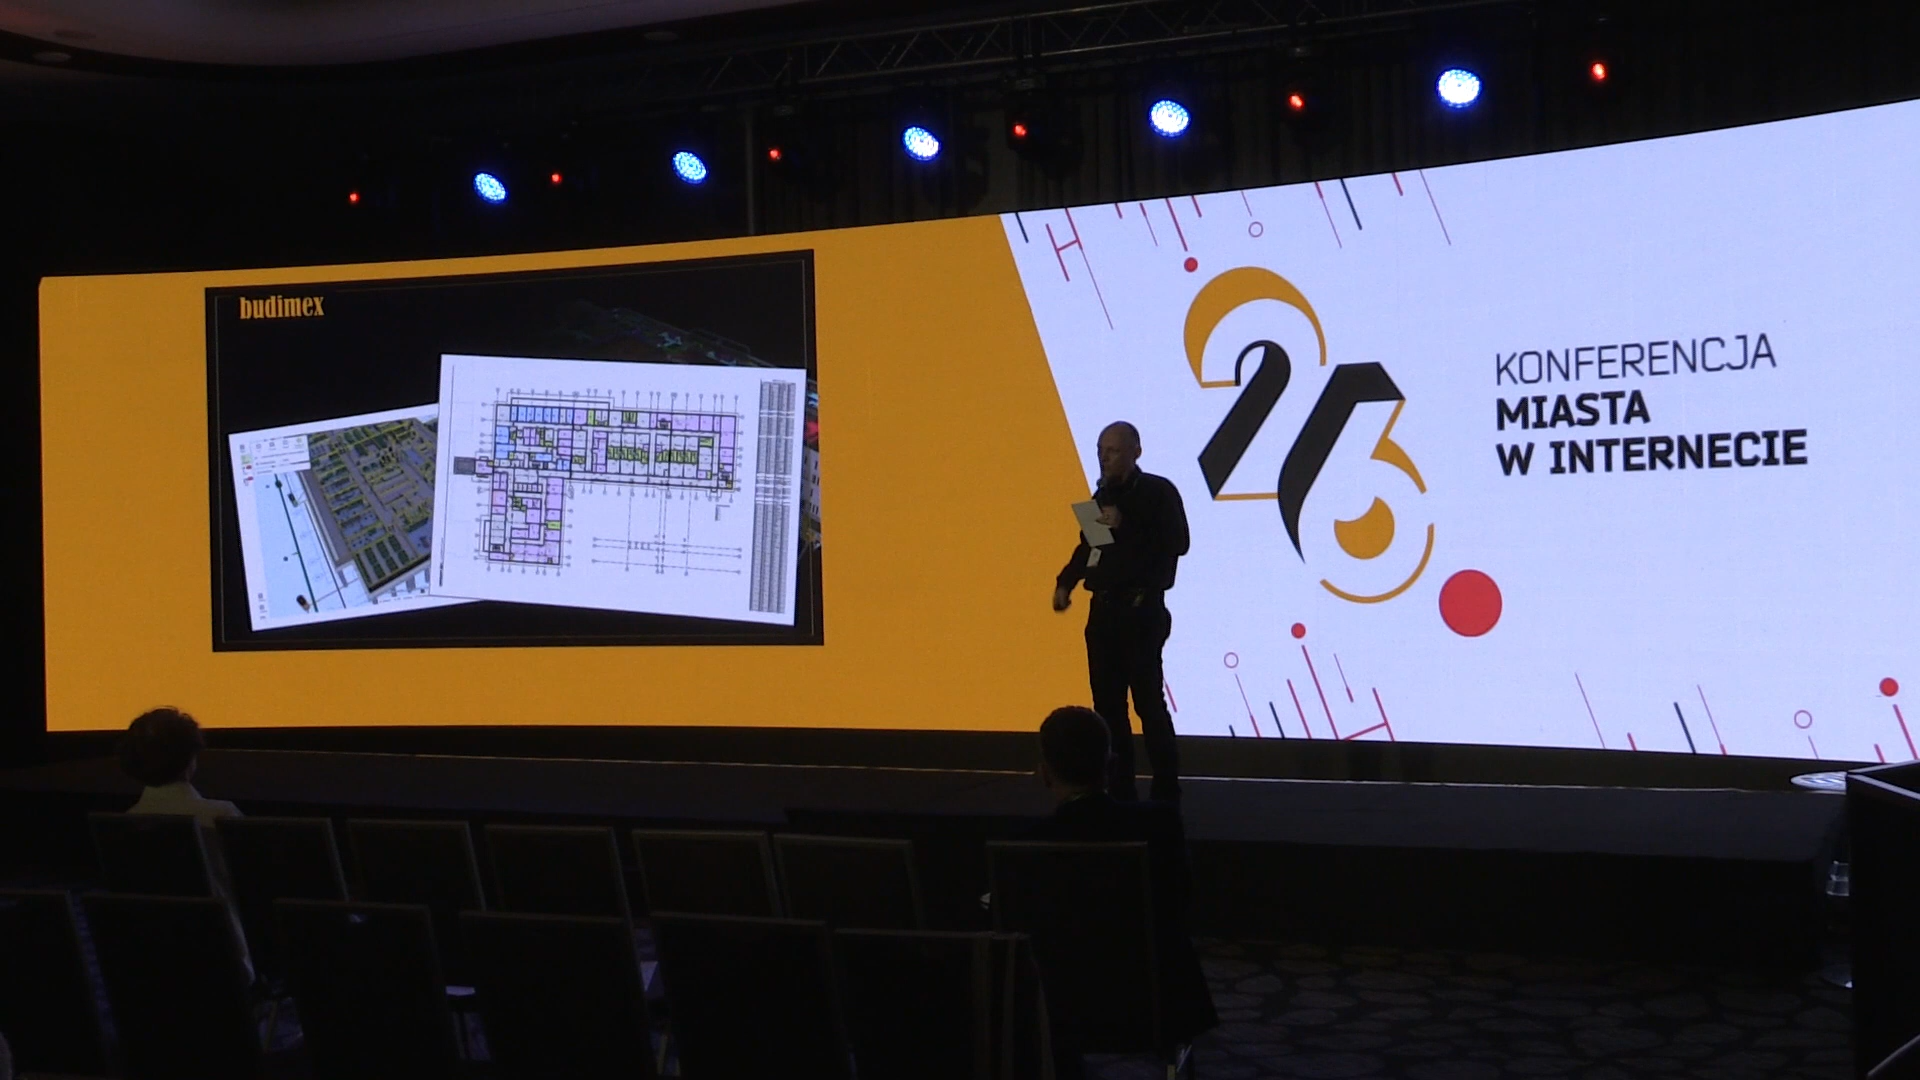 budimex
26
KONFERENCJA
MIASTA
W INTERNECIE